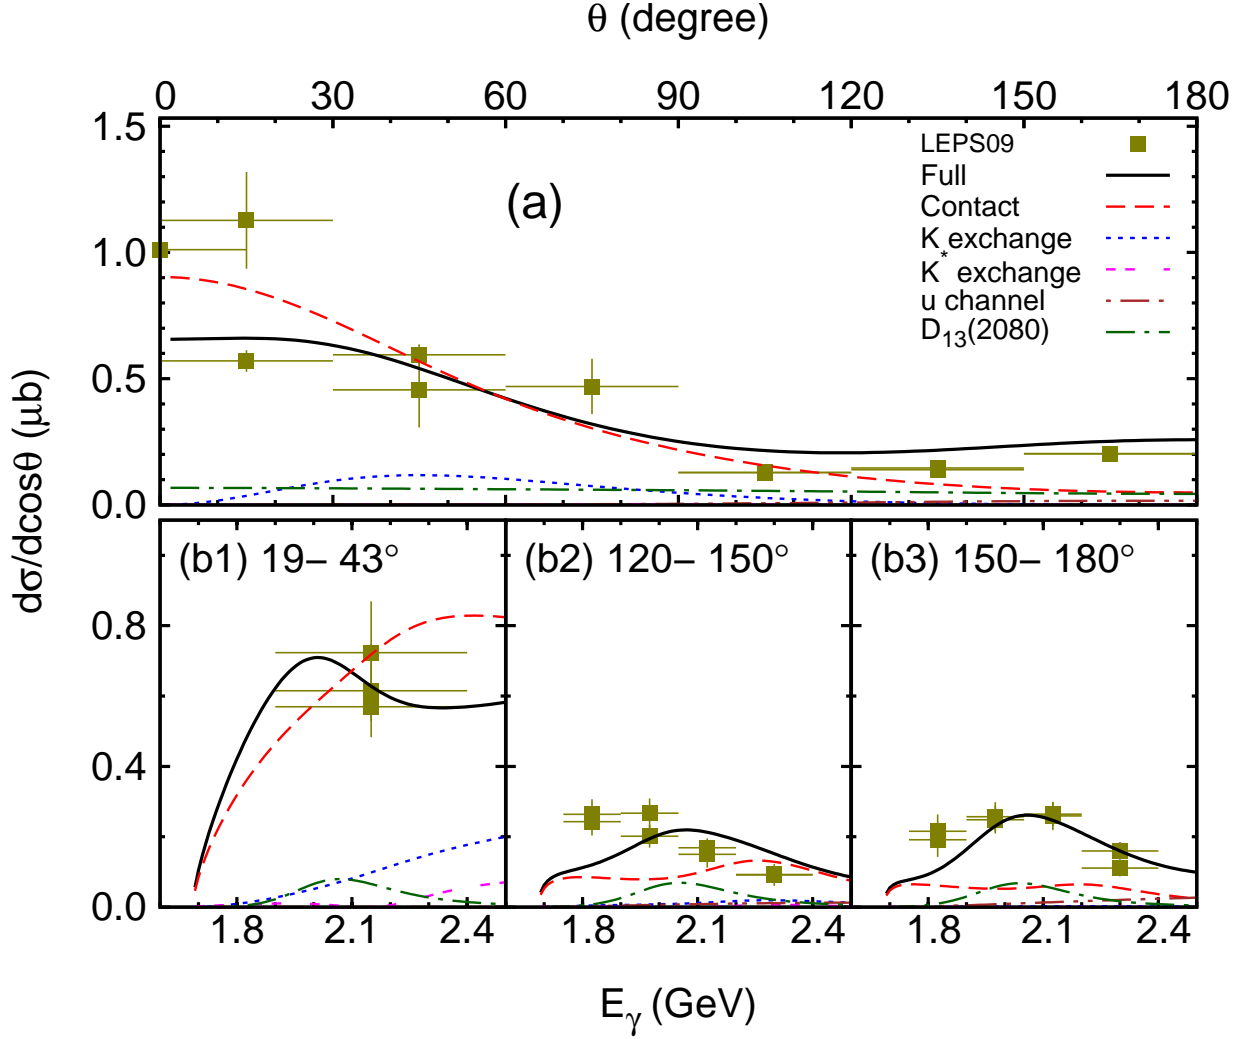 θ (degree)
0 30 60 90 120 150 180
1.5
1.0
0.5
0.0
(a)
LEPS09
Full
Contact
K exchange
K* exchange
u channel
D13(2080)
dσ/dcosθ (μb)
(b1) 19– 43°
(b2) 120– 150°
(b3) 150– 180°
0.8
0.4
0.0
1.8 2.1 2.4 1.8 2.1 2.4 1.8 2.1 2.4
Eγ (GeV)